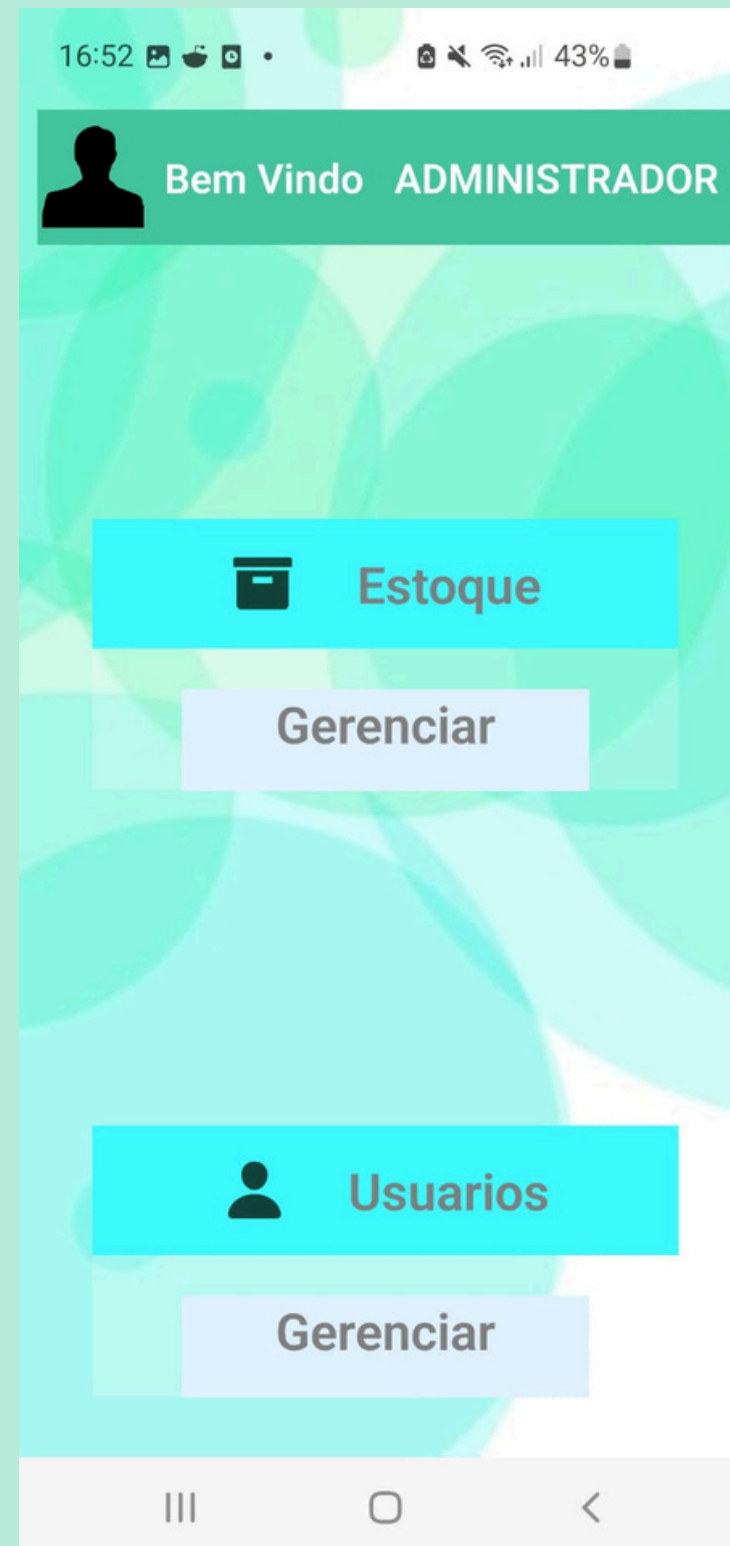 16:52 43%
Bem Vindo ADMINISTRADOR
Estoque
Gerenciar
Usuarios
Gerenciar